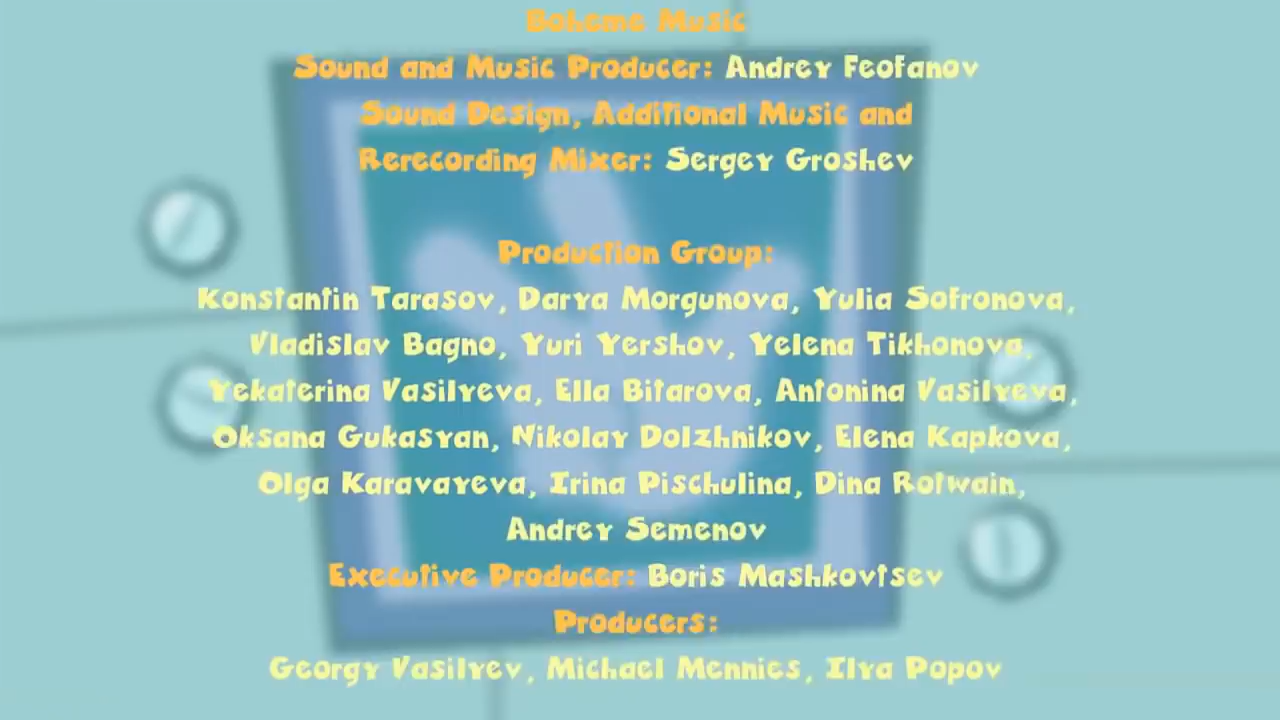 Boheme Music
Sound and Music Producer: Andrey Feofanov
Sound Design, Additional Music and
Rerecording Mixer: Sergey Groshev
Production Group:
Konstantin Tarasov, Darya Morgunova, Yulia Sofronova,
Vladislav Bagno, Yuri Yershov, Yelena Tikhonova,
Yekaterina Vasilyeva, Ella Bitarova, Antonina Vasilyeva,
Oksana Gukasyan, Nikolay Dolzhnikov, Elena Kapkova,
Olga Karavayeva, Irina Pischulina, Dina Rotwain,
Andrey Semenov
Executive Producer: Boris Mashkovtsev
Producers:
Georgy Vasilyev, Michael Mennies, Ilya Popov